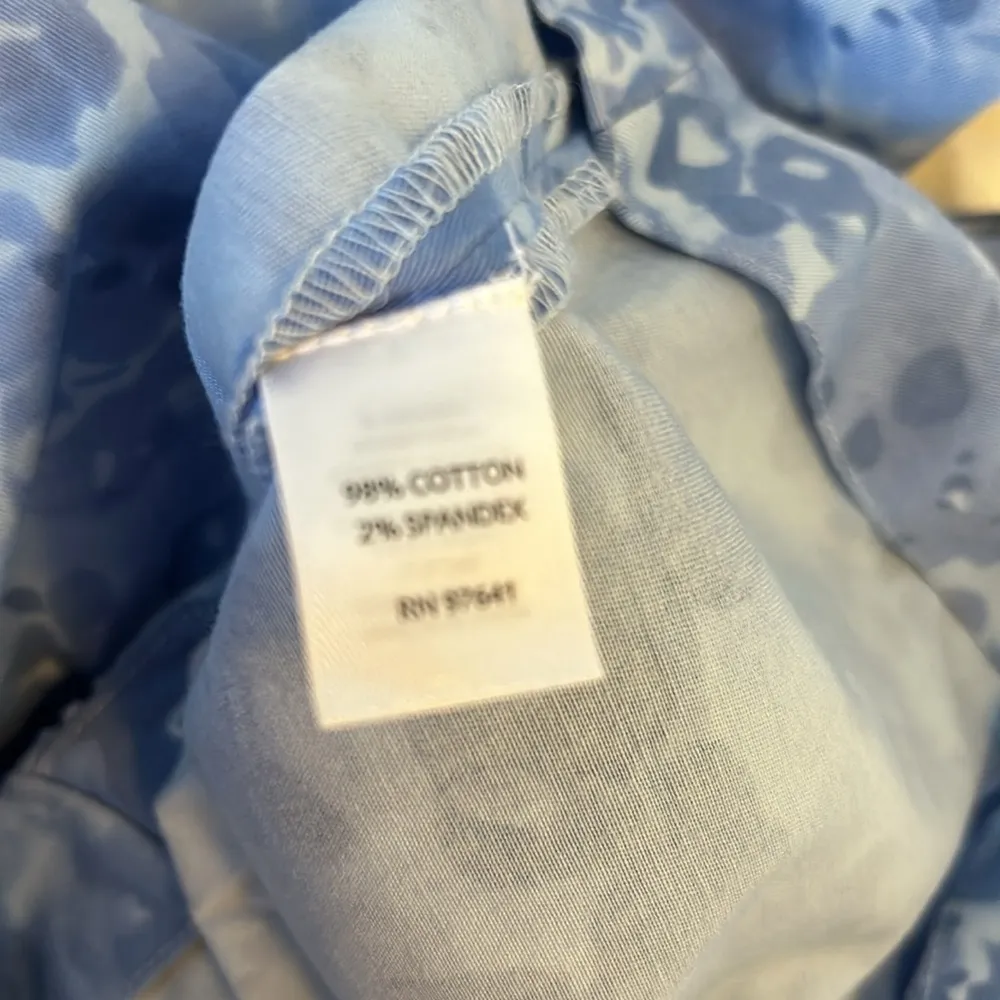 98% COTTON
2% SPANDEX
RN 97641